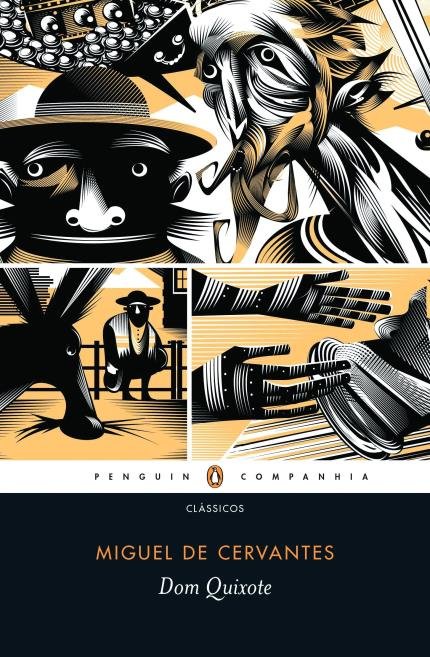 PENGUIN COMPANHIA
CLÁSSICOS
MIGUEL DE CERVANTES
Dom Quixote